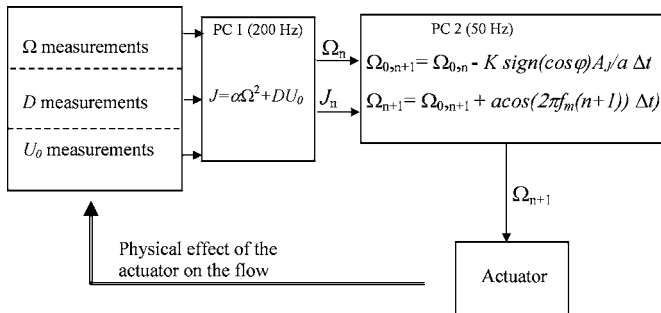 Ω measurements
D measurements
U₀ measurements
PC 1 (200 Hz)
J=αΩ²+DU₀
Ωₙ
Jₙ
PC 2 (50 Hz)
Ω₀,ₙ₊₁= Ω₀,ₙ - K sign(cosφ)A_J/a Δt
Ωₙ₊₁= Ω₀,ₙ₊₁ + acos(2πfₘ(n+1)) Δt)
Ωₙ₊₁
Physical effect of the
actuator on the flow
Actuator